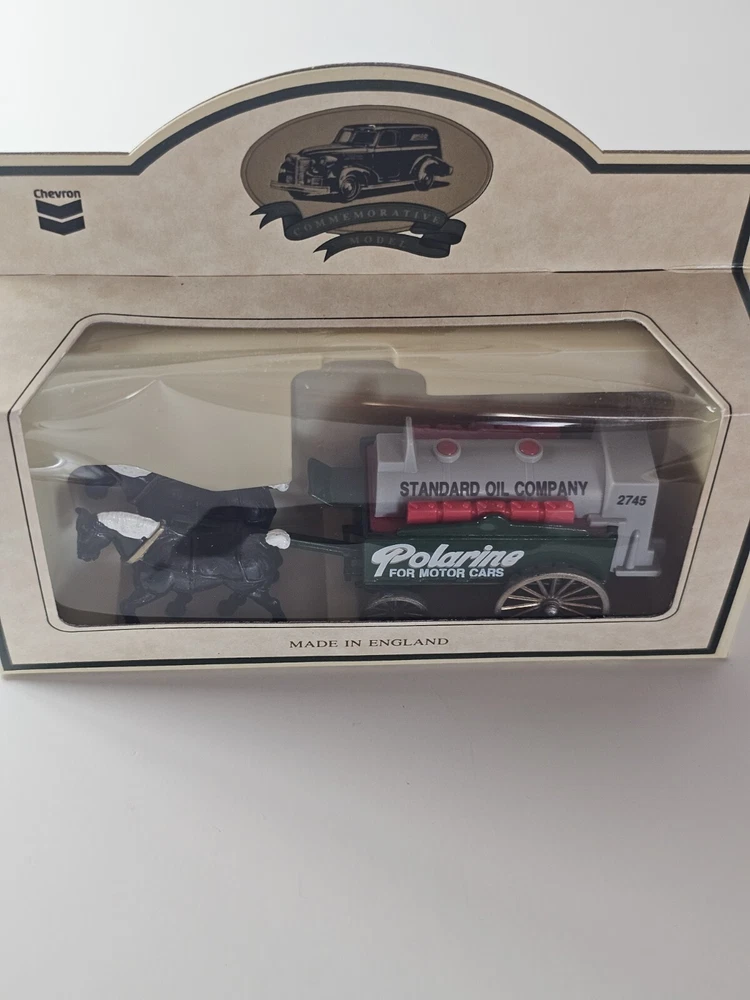 Chevron
COMMEMORATIVE
MODEL
STANDARD OIL COMPANY
2745
Polarine
FOR MOTOR CARS
MADE IN ENGLAND